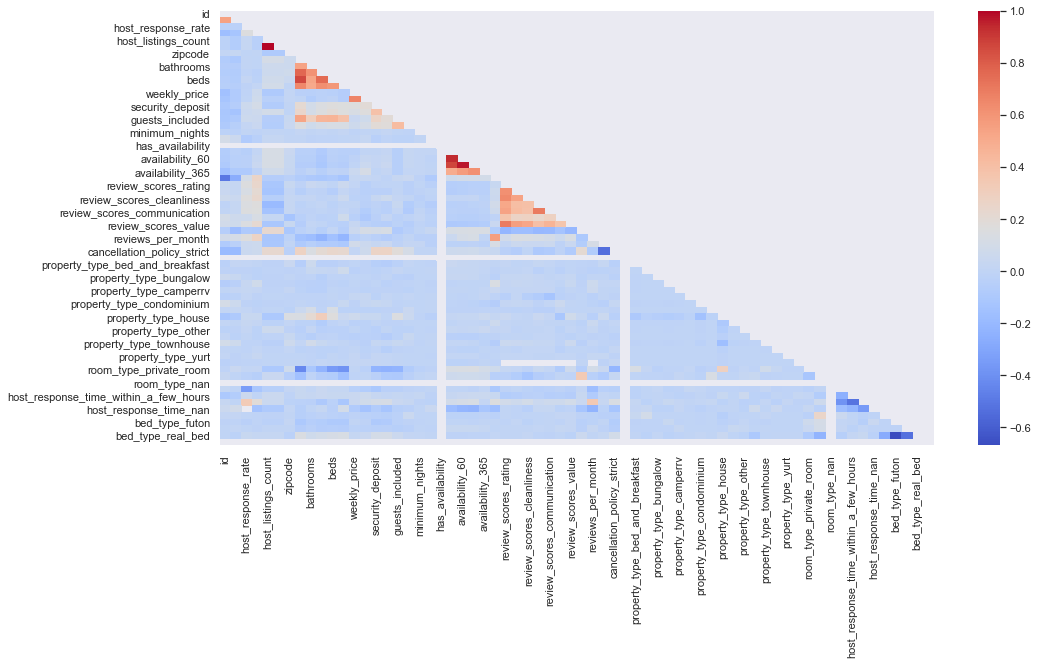 id
host_response_rate
host_listings_count
zipcode
bathrooms
beds
weekly_price
security_deposit
guests_included
minimum_nights
has_availability
availability_60
availability_365
review_scores_rating
review_scores_cleanliness
review_scores_communication
review_scores_value
reviews_per_month
cancellation_policy_strict
property_type_bed_and_breakfast
property_type_bungalow
property_type_camperrv
property_type_condominium
property_type_house
property_type_other
property_type_townhouse
property_type_yurt
room_type_private_room
room_type_nan
host_response_time_within_a_few_hours
host_response_time_nan
bed_type_futon
bed_type_real_bed
id
host_response_rate
host_listings_count
zipcode
bathrooms
beds
weekly_price
security_deposit
guests_included
minimum_nights
has_availability
availability_60
availability_365
review_scores_rating
review_scores_cleanliness
review_scores_communication
review_scores_value
reviews_per_month
cancellation_policy_strict
property_type_bed_and_breakfast
property_type_bungalow
property_type_camperrv
property_type_condominium
property_type_house
property_type_other
property_type_townhouse
property_type_yurt
room_type_private_room
room_type_nan
host_response_time_within_a_few_hours
host_response_time_nan
bed_type_futon
bed_type_real_bed
1.0
0.8
0.6
0.4
0.2
0.0
−0.2
−0.4
−0.6